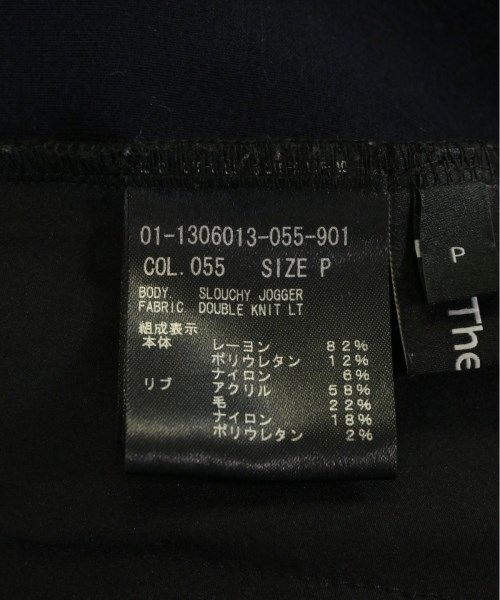 01-1306013-055-901
COL. 055 SIZE P
BODY. SLOUCHY JOGGER
FABRIC DOUBLE KNIT LT
組成表示
本体 レーヨン 82%
ポリウレタン 12%
ナイロン 6%
リブ アクリル 58%
毛 22%
ナイロン 18%
ポリウレタン 2%
P
The